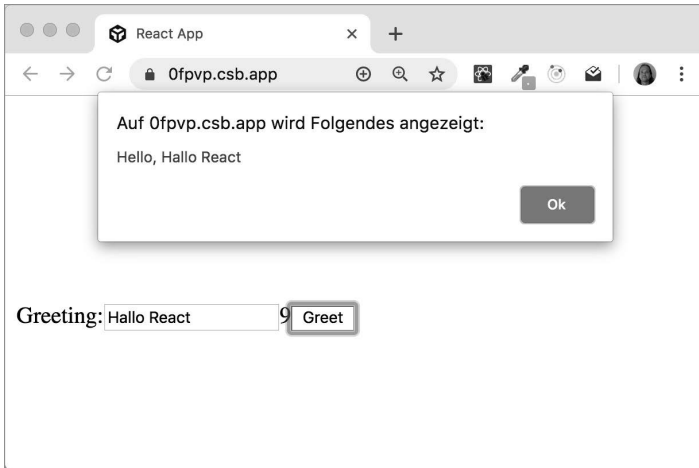 React App
0fpvp.csb.app
Auf 0fpvp.csb.app wird Folgendes angezeigt:
Hello, Hallo React
Ok
Greeting: Hallo React 9 Greet